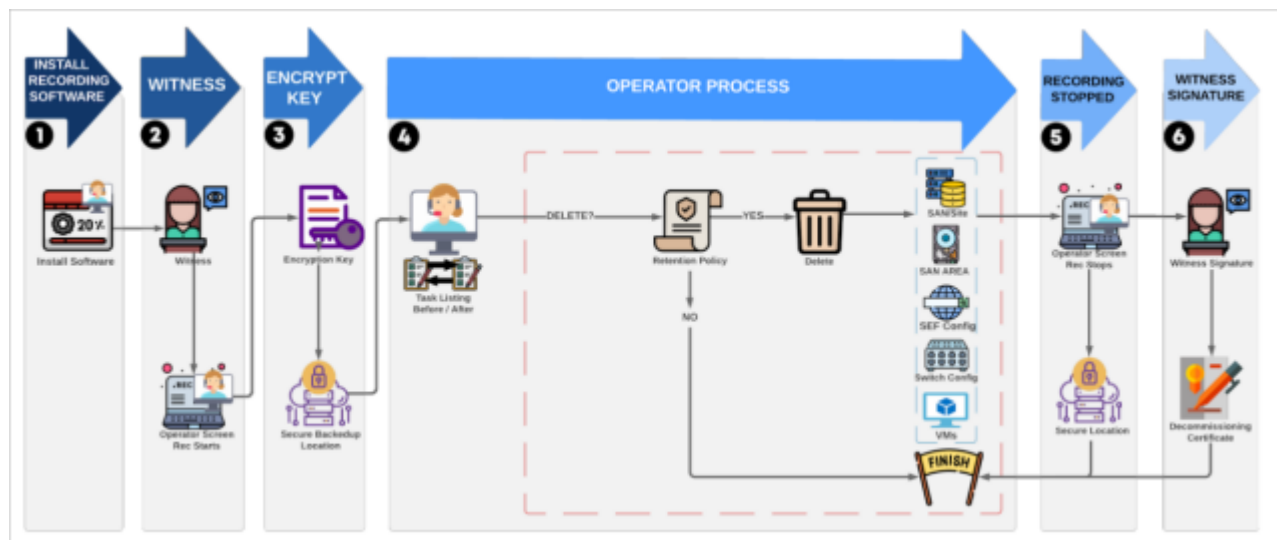 INSTALL
RECORDING
SOFTWARE
1
WITNESS
2
ENCRYPT
KEY
3
OPERATOR PROCESS
4
RECORDING
STOPPED
5
WITNESS
SIGNATURE
6
20%
Install Software
Witness
.REC
Operator Screen
Rec Starts
Encryption Key
Secure Backedup
Location
Task Listing
Before / After
DELETE?
Retention Policy
YES
NO
Delete
SAN/Site
SAN AREA
SEF Config
Switch Config
VMs
FINISH
.REC
Operator Screen
Rec Stops
Secure Location
Witness Signature
Decommissioning
Certificate